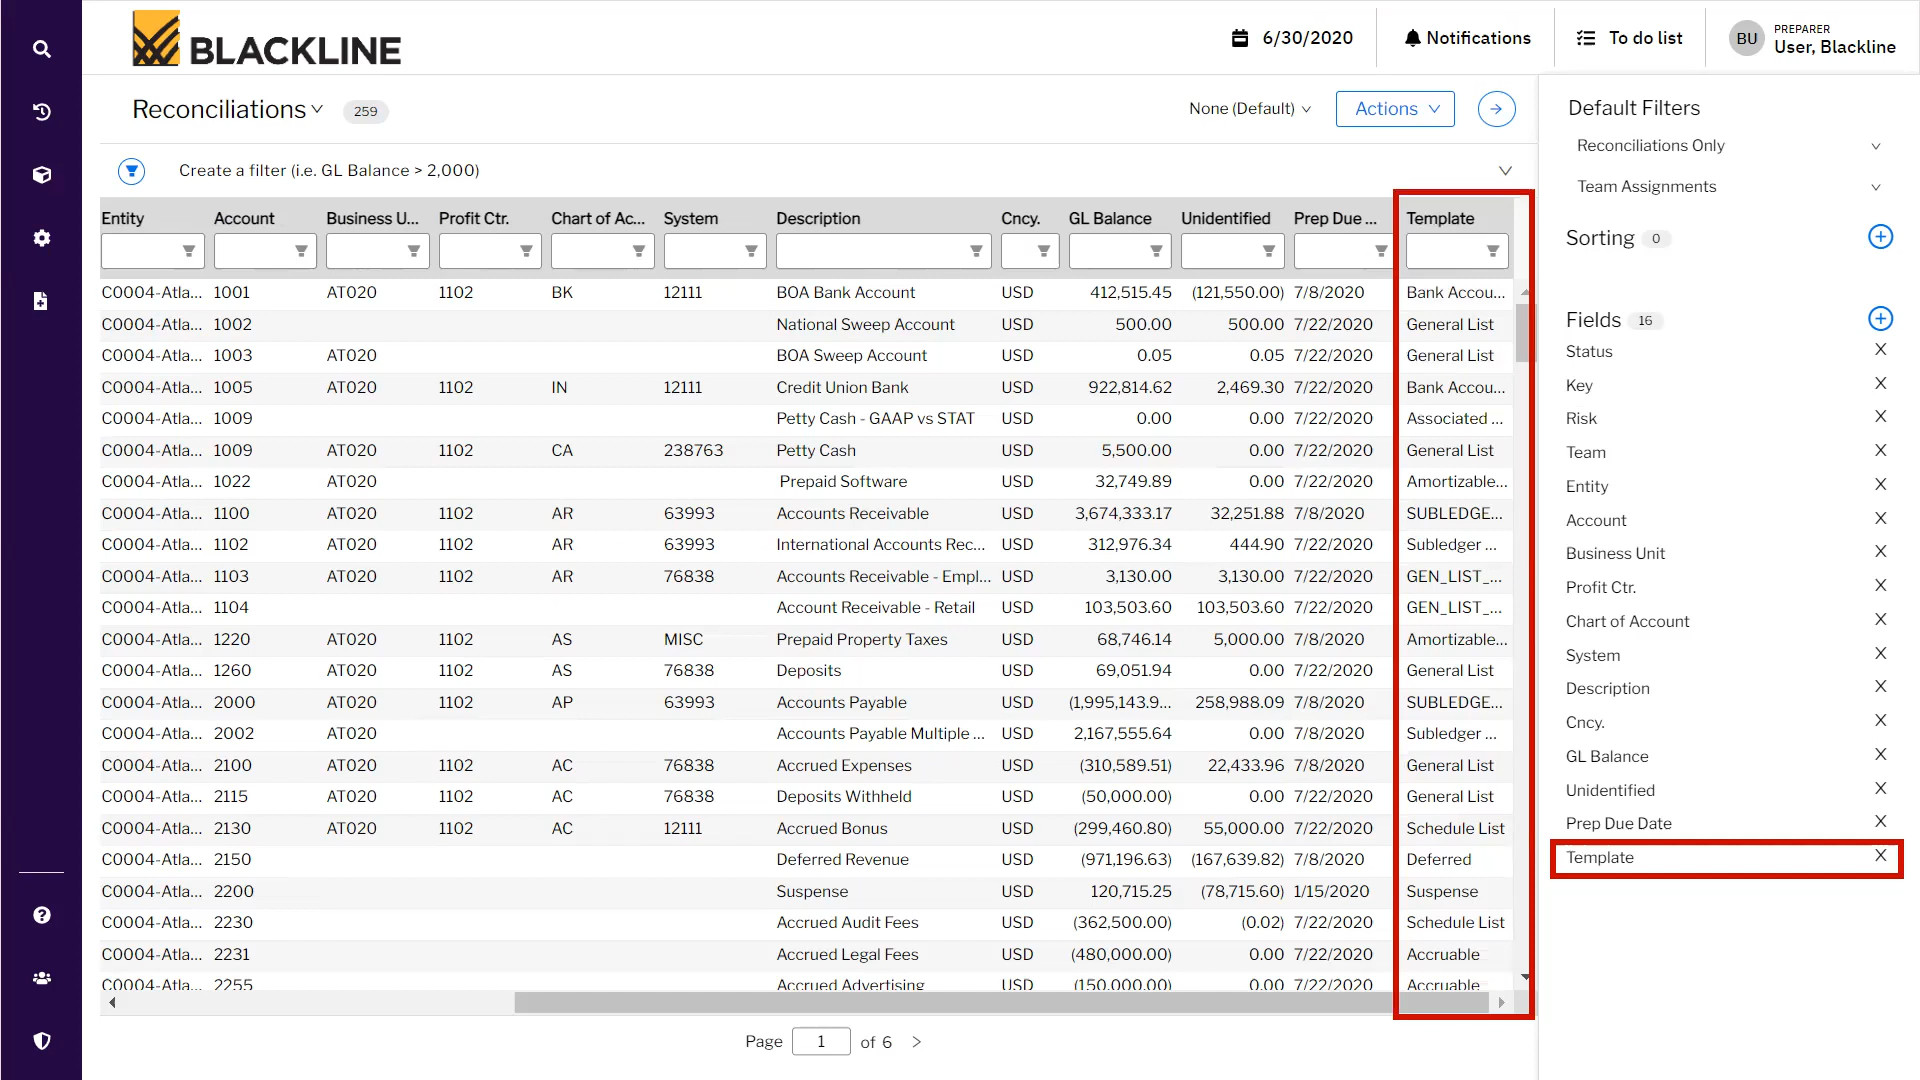 BLACKLINE
6/30/2020
Notifications
To do list
BU
PREPARER
User, Blackline
Reconciliations 259
None (Default)
Actions
Create a filter (i.e. GL Balance > 2,000)
Entity Account Business U... Profit Ctr. Chart of Ac... System Description Cncy. GL Balance Unidentified Prep Due ... Template
C0004-Atla... 1001 AT020 1102 BK 12111 BOA Bank Account USD 412,515.45 (121,550.00) 7/8/2020 Bank Accou...
C0004-Atla... 1002 National Sweep Account USD 500.00 500.00 7/22/2020 General List
C0004-Atla... 1003 AT020 BOA Sweep Account USD 0.05 0.05 7/22/2020 General List
C0004-Atla... 1005 AT020 1102 IN 12111 Credit Union Bank USD 922,814.62 2,469.30 7/22/2020 Bank Accou...
C0004-Atla... 1009 Petty Cash - GAAP vs STAT USD 0.00 0.00 7/22/2020 Associated ...
C0004-Atla... 1009 AT020 1102 CA 238763 Petty Cash USD 5,500.00 0.00 7/22/2020 General List
C0004-Atla... 1022 AT020 Prepaid Software USD 32,749.89 0.00 7/22/2020 Amortizable...
C0004-Atla... 1100 AT020 1102 AR 63993 Accounts Receivable USD 3,674,333.17 32,251.88 7/8/2020 SUBLEDGE...
C0004-Atla... 1102 AT020 1102 AR 63993 International Accounts Rec... USD 312,976.34 444.90 7/22/2020 Subledger ...
C0004-Atla... 1103 AT020 1102 AR 76838 Accounts Receivable - Empl... USD 3,130.00 3,130.00 7/22/2020 GEN_LIST_...
C0004-Atla... 1104 Account Receivable - Retail USD 103,503.60 103,503.60 7/22/2020 GEN_LIST_...
C0004-Atla... 1220 AT020 1102 AS MISC Prepaid Property Taxes USD 68,746.14 5,000.00 7/8/2020 Amortizable...
C0004-Atla... 1260 AT020 1102 AS 76838 Deposits USD 69,051.94 0.00 7/22/2020 General List
C0004-Atla... 2000 AT020 1102 AP 63993 Accounts Payable USD (1,995,143.9... 258,988.09 7/8/2020 SUBLEDGE...
C0004-Atla... 2002 AT020 Accounts Payable Multiple ... USD 2,167,555.64 0.00 7/8/2020 Subledger ...
C0004-Atla... 2100 AT020 1102 AC 76838 Accrued Expenses USD (310,589.51) 22,433.96 7/8/2020 General List
C0004-Atla... 2115 AT020 1102 AC 76838 Deposits Withheld USD (50,000.00) 0.00 7/22/2020 General List
C0004-Atla... 2130 AT020 1102 AC 12111 Accrued Bonus USD (299,460.80) 55,000.00 7/22/2020 Schedule List
C0004-Atla... 2150 Deferred Revenue USD (971,196.63) (167,639.82) 7/8/2020 Deferred
C0004-Atla... 2200 Suspense USD 120,715.25 (78,715.60) 1/15/2020 Suspense
C0004-Atla... 2230 Accrued Audit Fees USD (362,500.00) (0.02) 7/22/2020 Schedule List
C0004-Atla... 2231 Accrued Legal Fees USD (480,000.00) 0.00 7/22/2020 Accruable
C0004-Atla... 2255 Accrued Advertising USD (150,000.00) 0.00 7/22/2020 Accruable
Page 1 of 6
Default Filters
Reconciliations Only
Team Assignments
Sorting 0
Fields 16
Status X
Key X
Risk X
Team X
Entity X
Account X
Business Unit X
Profit Ctr. X
Chart of Account X
System X
Description X
Cncy. X
GL Balance X
Unidentified X
Prep Due Date X
Template X